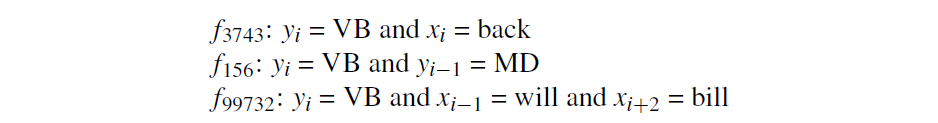 f3743: yi = VB and xi = back
f156: yi = VB and yi−1 = MD
f99732: yi = VB and xi−1 = will and xi+2 = bill